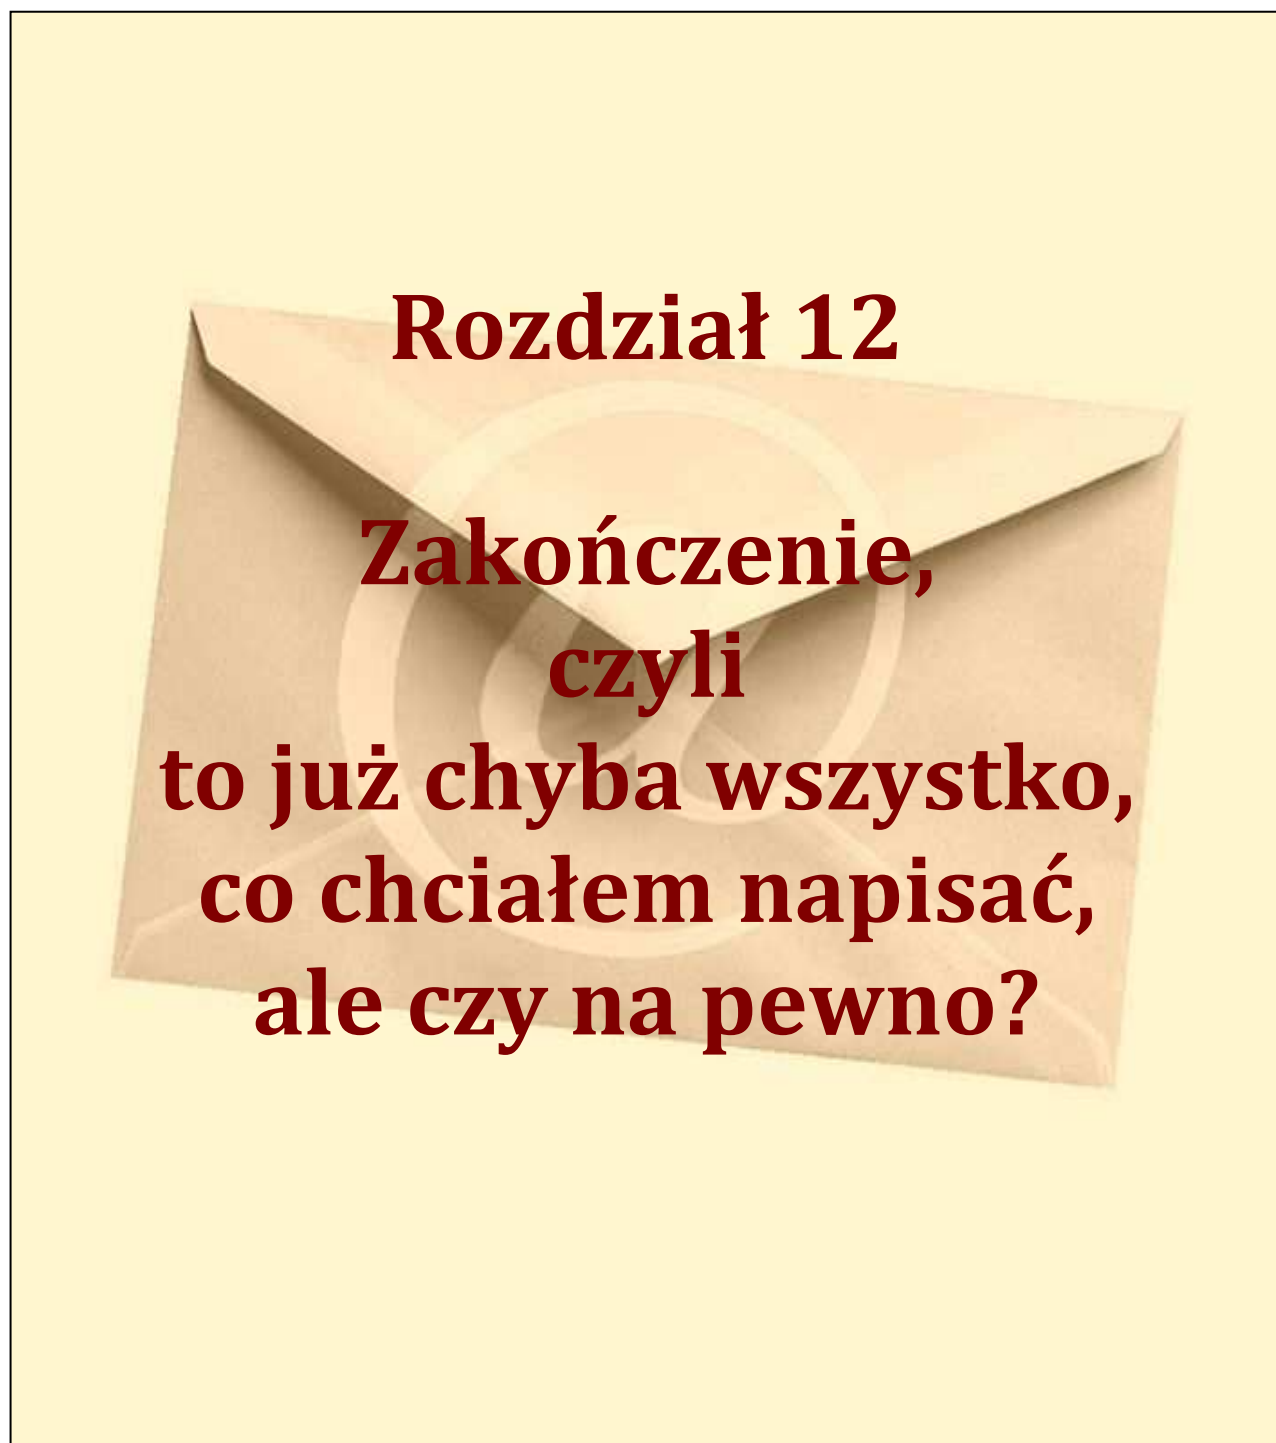 Rozdział 12
Zakończenie,
czyli
to już chyba wszystko,
co chciałem napisać,
ale czy na pewno?